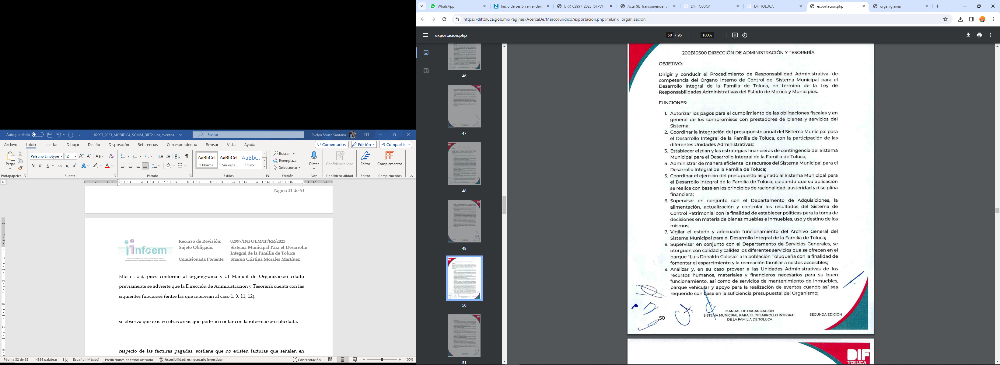 Autoguardado
02997_2023_MODIFICA_SCMM_DIFToluca_eventos...
Buscar
Evelyn Souza Santana
Archivo
Inicio
Insertar
Dibujar
Diseño
Disposición
Referencias
Correspondencia
Revisar
Vista
Ayuda
Comentarios
Edición
Compartir
Pegar
Palatino Linotype
12
N K S ab x₂ x²
AaBbCcI
¶ Normal
AaBbCcI
¶ Sin espa...
AaBbCc
Título 1
Buscar
Reemplazar
Seleccionar
Dictar
Confidencialidad
Editor
Complementos
Portapapeles
Fuente
Párrafo
Estilos
Edición
Voz
Confidencialidad
Editor
Complementos
Página 31 de 63
infoem
Recurso de Revisión: 02997/INFOEM/IP/RR/2023
Sujeto Obligado: Sistema Municipal Para el Desarrollo
Integral de la Familia de Toluca
Comisionada Ponente: Sharon Cristina Morales Martínez
Ello es así, pues conforme al organigrama y al Manual de Organización citado
previamente se advierte que la Dirección de Administración y Tesorería cuenta con las
siguientes funciones (entre las que interesan al caso 1, 9, 11, 12):
se observa que existen otras áreas que podrían contar con la información solicitada.
respecto de las facturas pagadas, sostiene que no existen facturas que señalen en
Página 32 de 63
14866 palabras
Español (México)
Predicciones de texto: activado
Accesibilidad: es necesario investigar
Concentración
100%
WhatsApp
Inicio de sesión en el clien
IJRR_02997_2023 (5).PDF
Acta_9E_Transparencia (3)
DIF TOLUCA
DIF TOLUCA
exportacion.php
organigrama
https://diftoluca.gob.mx/Paginas/AcercaDe/MarcoJuridico/exportacion.php?miLink=organizacion
exportacion.php
50 / 95
100%
46
47
48
49
50
51
200B10500 DIRECCIÓN DE ADMINISTRACIÓN Y TESORERÍA
OBJETIVO:
Dirigir y conducir el Procedimiento de Responsabilidad Administrativa, de
competencia del Órgano Interno de Control del Sistema Municipal para el
Desarrollo Integral de la Familia de Toluca, en término de la Ley de
Responsabilidades Administrativas del Estado de México y Municipios.
FUNCIONES:
1. Autorizar los pagos para el cumplimiento de las obligaciones fiscales y en
general de los compromisos con prestadores de bienes y servicios del
Sistema;
2. Coordinar la integración del presupuesto anual del Sistema Municipal para
el Desarrollo Integral de la Familia de Toluca, con la participación de las
diferentes Unidades Administrativas;
3. Establecer el plan y las estrategias financieras de contingencia del Sistema
Municipal para el Desarrollo Integral de la Familia de Toluca;
4. Administrar de manera eficiente los recursos del Sistema Municipal para el
Desarrollo Integral de la Familia de Toluca;
5. Coordinar el ejercicio del presupuesto asignado al Sistema Municipal para
el Desarrollo Integral de la Familia de Toluca, cuidando que su aplicación
se realice con base en los principios de racionalidad, austeridad y disciplina
financiera;
6. Supervisar en conjunto con el Departamento de Adquisiciones, la
alimentación, actualización y controlar los resultados del Sistema de
Control Patrimonial con la finalidad de establecer políticas para la toma de
decisiones en materia de bienes muebles e inmuebles, uso y destino de los
mismos;
7. Vigilar el estado y adecuado funcionamiento del Archivo General del
Sistema Municipal para el Desarrollo Integral de la Familia de Toluca;
8. Supervisar en conjunto con el Departamento de Servicios Generales, se
otorguen con calidad y calidez los diferentes servicios que se ofrecen en el
parque “Luis Donaldo Colosio” a la población Toluqueña con la finalidad de
fomentar el esparcimiento y la recreación familiar a costos accesibles;
9. Analizar y, en su caso proveer a las Unidades Administrativas de los
recursos humanos, materiales y financieros necesarios para su buen
funcionamiento, así como de servicios de mantenimiento de inmuebles,
parque vehicular y apoyo para la realización de eventos cuando así sea
requerido con base en la suficiencia presupuestal del Organismo;
50
MANUAL DE ORGANIZACIÓN
SISTEMA MUNICIPAL PARA EL DESARROLLO INTEGRAL
DE LA FAMILIA DE TOLUCA
SEGUNDA EDICIÓN
DIF
TOLUCA